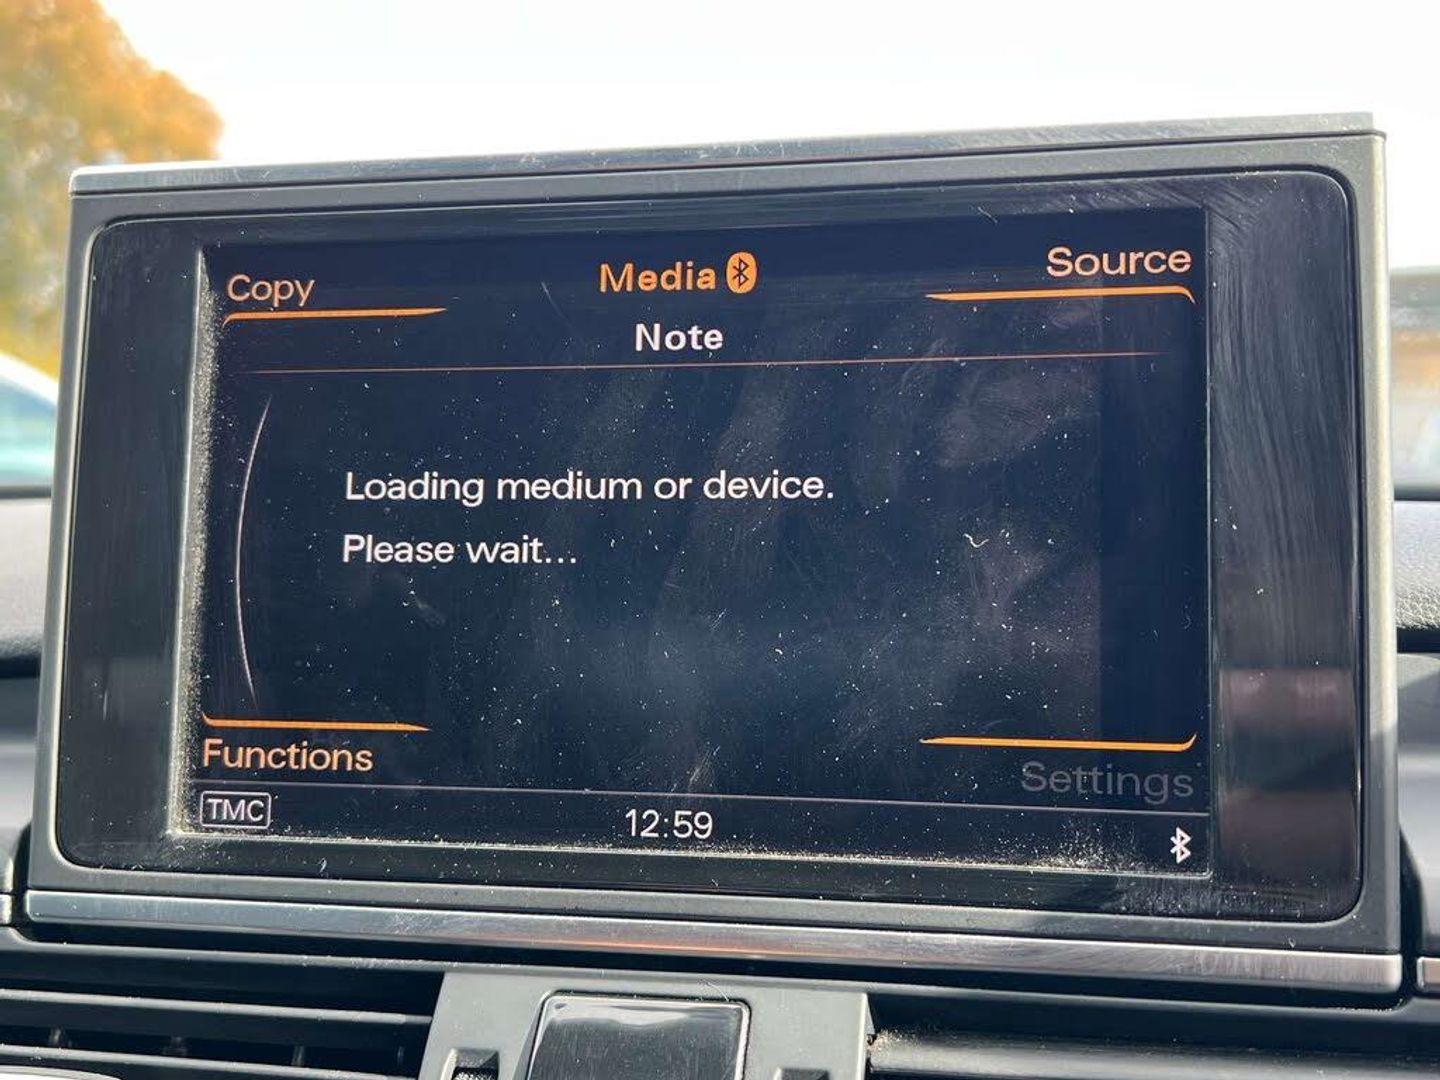 Copy
Media
Source
Note
Loading medium or device.
Please wait...
Functions
Settings
TMC
12:59